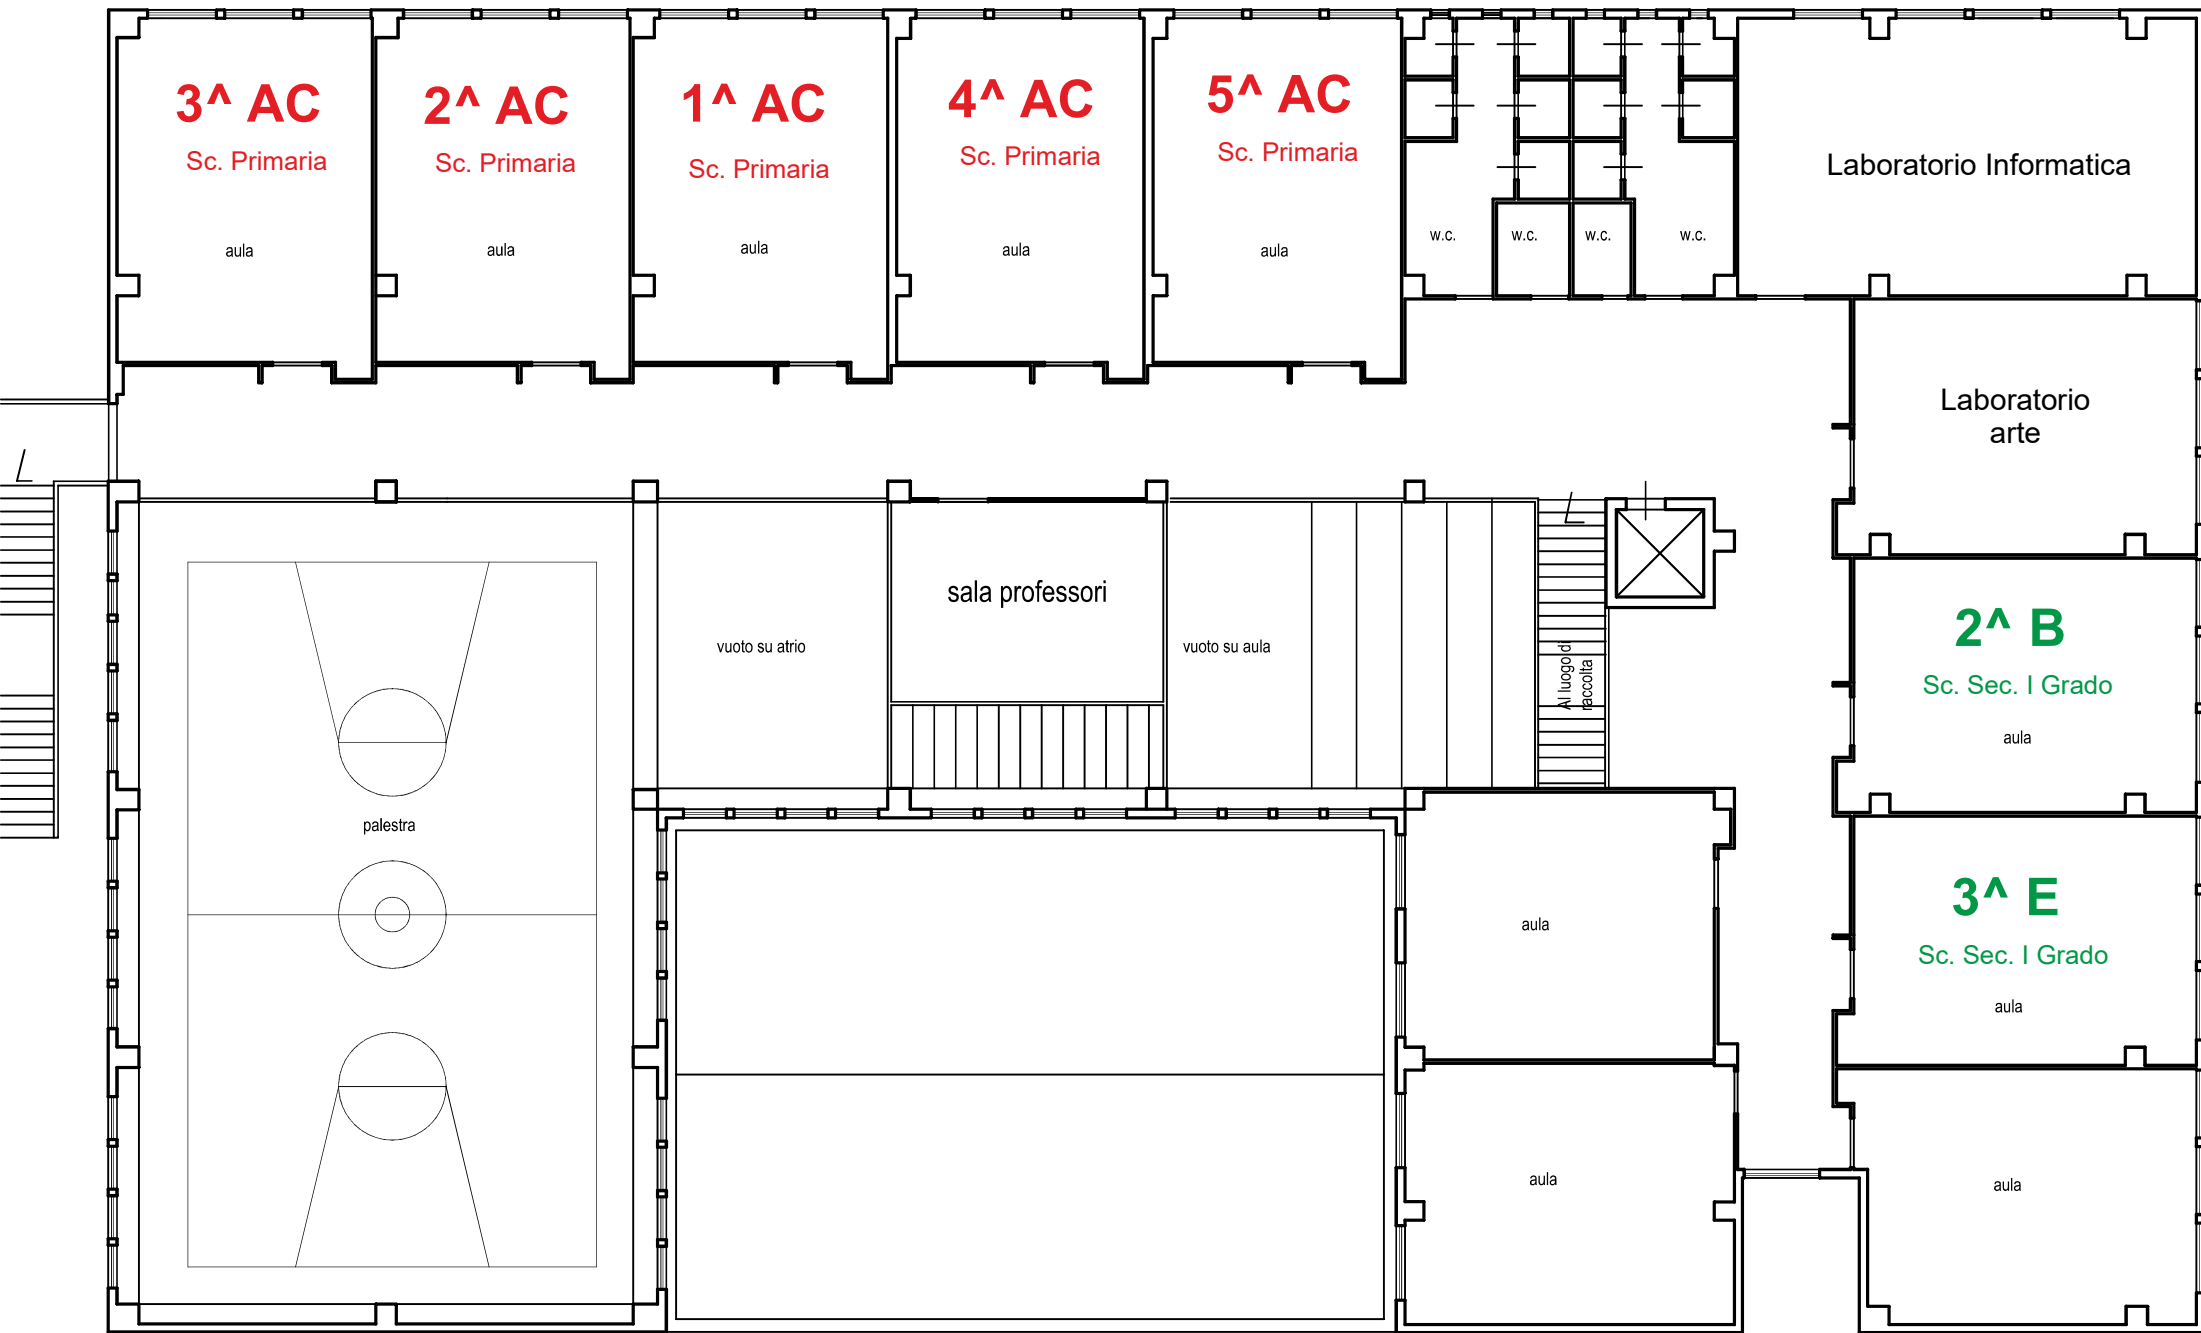 3^ AC
Sc. Primaria
aula
2^ AC
Sc. Primaria
aula
1^ AC
Sc. Primaria
aula
4^ AC
Sc. Primaria
aula
5^ AC
Sc. Primaria
aula
w.c.
w.c.
w.c.
w.c.
Laboratorio Informatica
Laboratorio
arte
sala professori
vuoto su atrio
vuoto su aula
Al luogo di
raccolta
2^ B
Sc. Sec. I Grado
aula
palestra
3^ E
Sc. Sec. I Grado
aula
aula
aula
aula